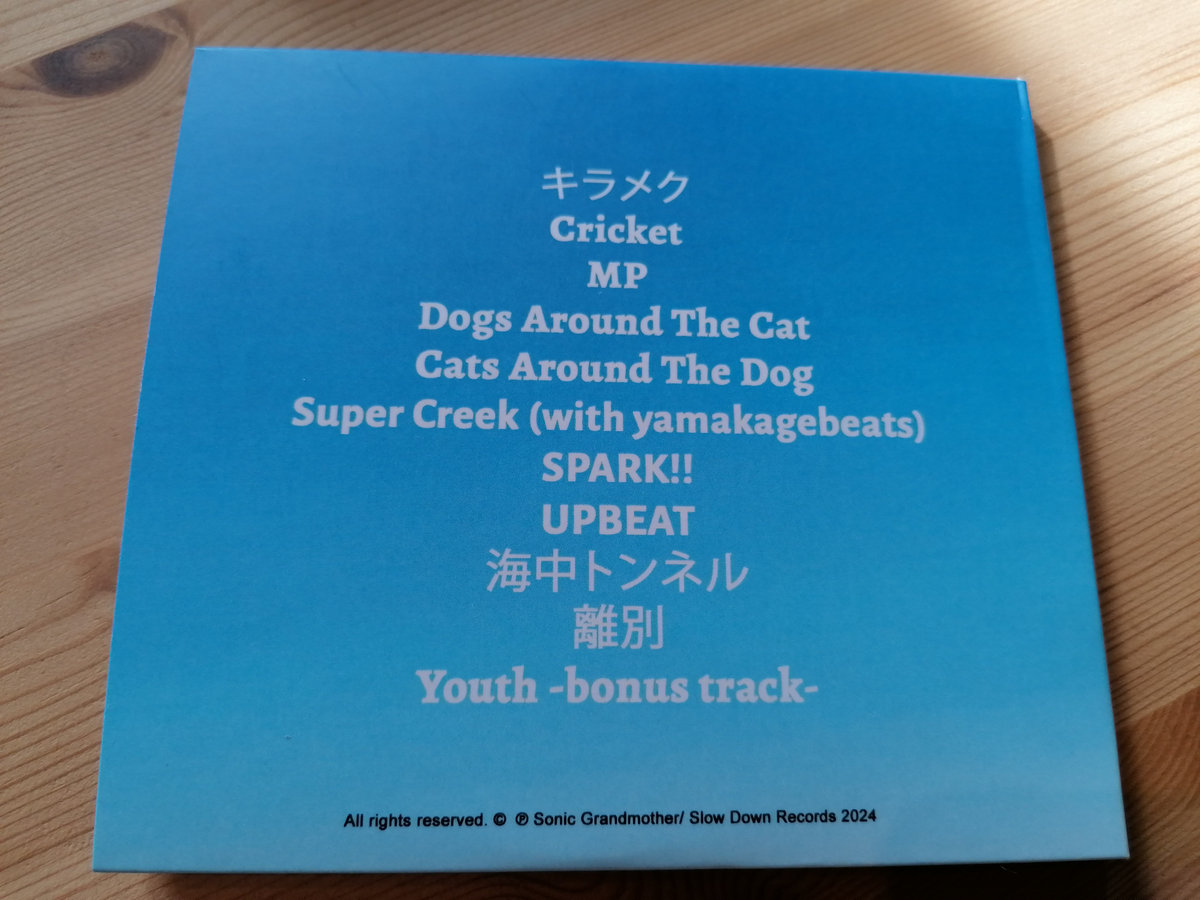 キラメク
Cricket
MP
Dogs Around The Cat
Cats Around The Dog
Super Creek (with yamakagebeats)
SPARK!!
UPBEAT
海中トンネル
離別
Youth -bonus track-
All rights reserved. © ℗ Sonic Grandmother/ Slow Down Records 2024